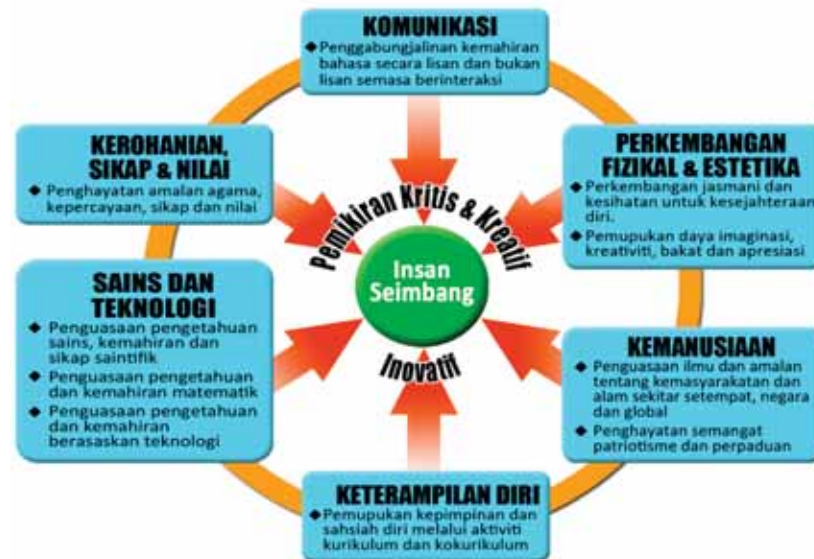 KOMUNIKASI
◆ Penggabungjalinan kemahiran
bahasa secara lisan dan bukan
lisan semasa berinteraksi
KEROHANIAN,
SIKAP & NILAI
◆ Penghayatan amalan agama,
kepercayaan, sikap dan nilai
PERKEMBANGAN
FIZIKAL & ESTETIKA
◆ Perkembangan jasmani dan
kesihatan untuk kesejahteraan
diri.
◆ Pemupukan daya imaginasi,
kreativiti, bakat dan apresiasi
Pemikiran Kritis & Kreatif
Insan
Seimbang
Inovatif
SAINS DAN
TEKNOLOGI
◆ Penguasaan pengetahuan
sains, kemahiran dan
sikap saintifik
◆ Penguasaan pengetahuan
dan kemahiran matematik
◆ Penguasaan pengetahuan
dan kemahiran
berasaskan teknologi
KEMANUSIAAN
◆ Penguasaan ilmu dan amalan
tentang kemasyarakatan dan
alam sekitar setempat, negara
dan global
◆ Penghayatan semangat
patriotisme dan perpaduan
KETERAMPILAN DIRI
◆ Pemupukan kepimpinan dan
sahsiah diri melalui aktiviti
kurikulum dan kokurikulum